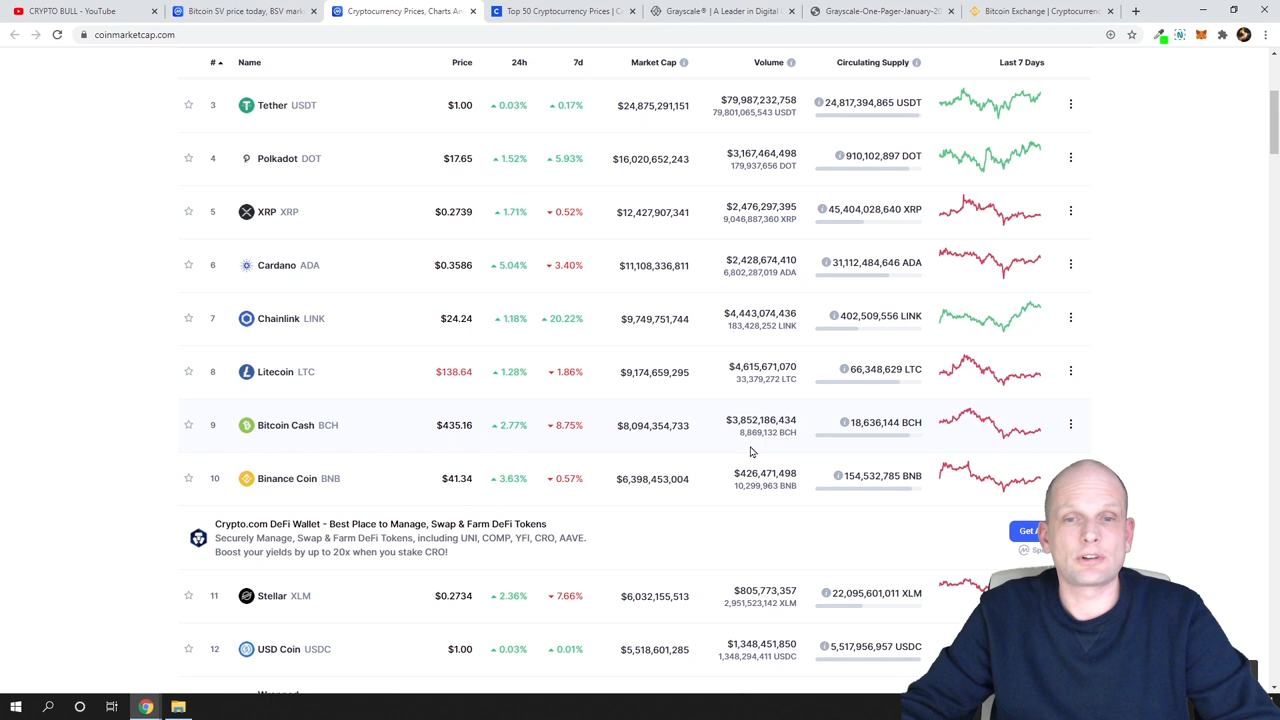 CRYPTO BULL - YouTube
Bitcoin SV price today, BSV mark
Cryptocurrency Prices, Charts An
Top 50 Cryptocurrency Prices | C
Grayscale® | A Leader in Digital C
Grayscale-One-Pager-January-20
Bitcoin Exchange | Cryptocurrenc
coinmarketcap.com
# Name Price 24h 7d Market Cap Volume Circulating Supply Last 7 Days
3 Tether USDT $1.00 0.03% 0.17% $24,875,291,151 $79,987,232,758 24,817,394,865 USDT
79,801,065,543 USDT
4 Polkadot DOT $17.65 1.52% 5.93% $16,020,652,243 $3,167,464,498 910,102,897 DOT
179,937,656 DOT
5 XRP XRP $0.2739 1.71% 0.52% $12,427,907,341 $2,476,297,395 45,404,028,640 XRP
9,046,887,360 XRP
6 Cardano ADA $0.3586 5.04% 3.40% $11,108,336,811 $2,428,674,410 31,112,484,646 ADA
6,802,287,019 ADA
7 Chainlink LINK $24.24 1.18% 20.22% $9,749,751,744 $4,443,074,436 402,509,556 LINK
183,428,252 LINK
8 Litecoin LTC $138.64 1.28% 1.86% $9,174,659,295 $4,615,671,070 66,348,629 LTC
33,379,272 LTC
9 Bitcoin Cash BCH $435.16 2.77% 8.75% $8,094,354,733 $3,852,186,434 18,636,144 BCH
8,869,132 BCH
10 Binance Coin BNB $41.34 3.63% 0.57% $6,398,453,004 $426,471,498 154,532,785 BNB
10,299,963 BNB
Crypto.com DeFi Wallet - Best Place to Manage, Swap & Farm DeFi Tokens
Securely Manage, Swap & Farm DeFi Tokens, including UNI, COMP, YFI, CRO, AAVE.
Boost your yields by up to 20x when you stake CRO!
Get
11 Stellar XLM $0.2734 2.36% 7.66% $6,032,155,513 $805,773,357 22,095,601,011 XLM
2,951,523,142 XLM
12 USD Coin USDC $1.00 0.03% 0.01% $5,518,601,285 $1,348,451,850 5,517,956,957 USDC
1,348,294,411 USDC